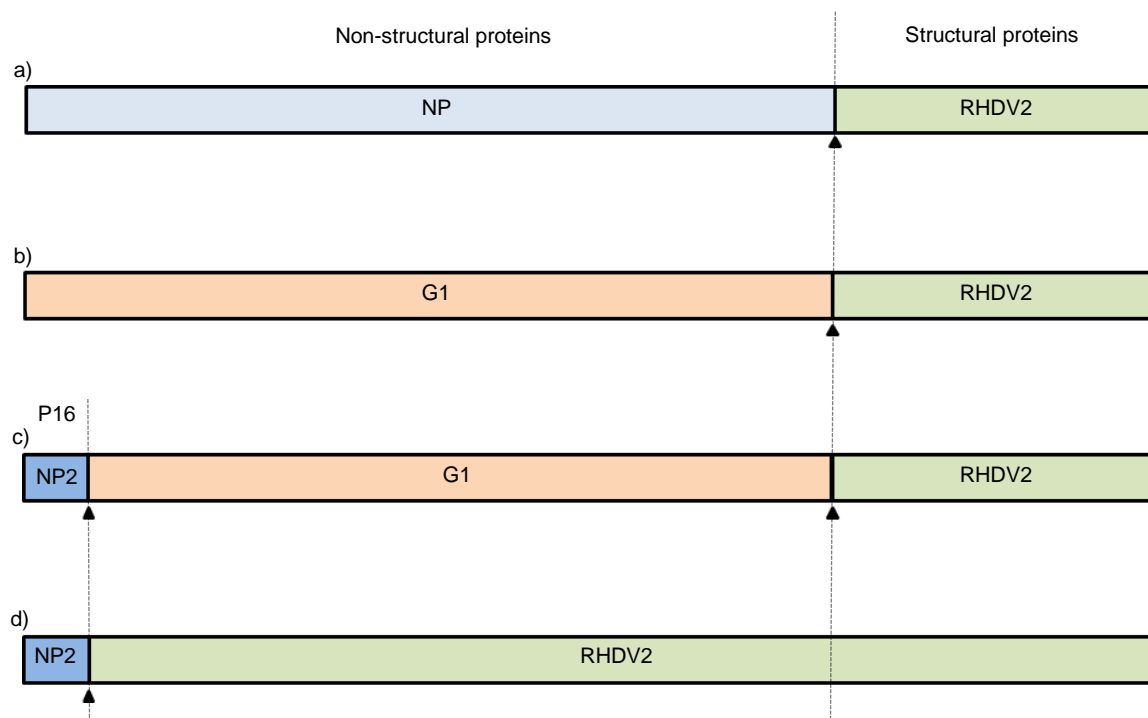 Non-structural proteins
Structural proteins
a)
NP
RHDV2
b)
G1
RHDV2
P16
c)
NP2
G1
RHDV2
d)
NP2
RHDV2